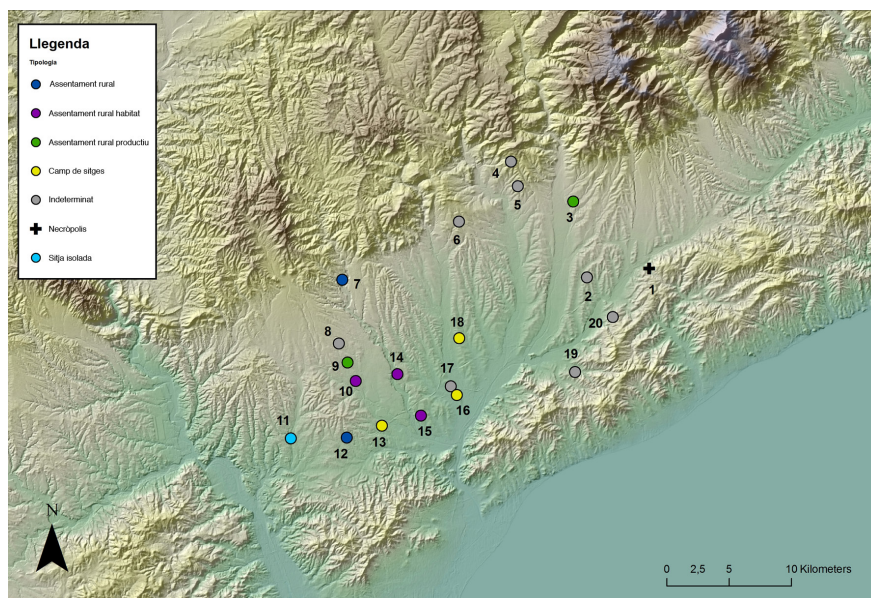 Llegenda
Tipologia
Assentament rural
Assentament rural habitat
Assentament rural productiu
Camp de sitges
Indeterminat
Necròpolis
Sitja isolada
4
5
3
6
2
1
7
20
18
8
19
14
9
17
10
16
15
11
13
12
N
0 2,5 5 10 Kilometers